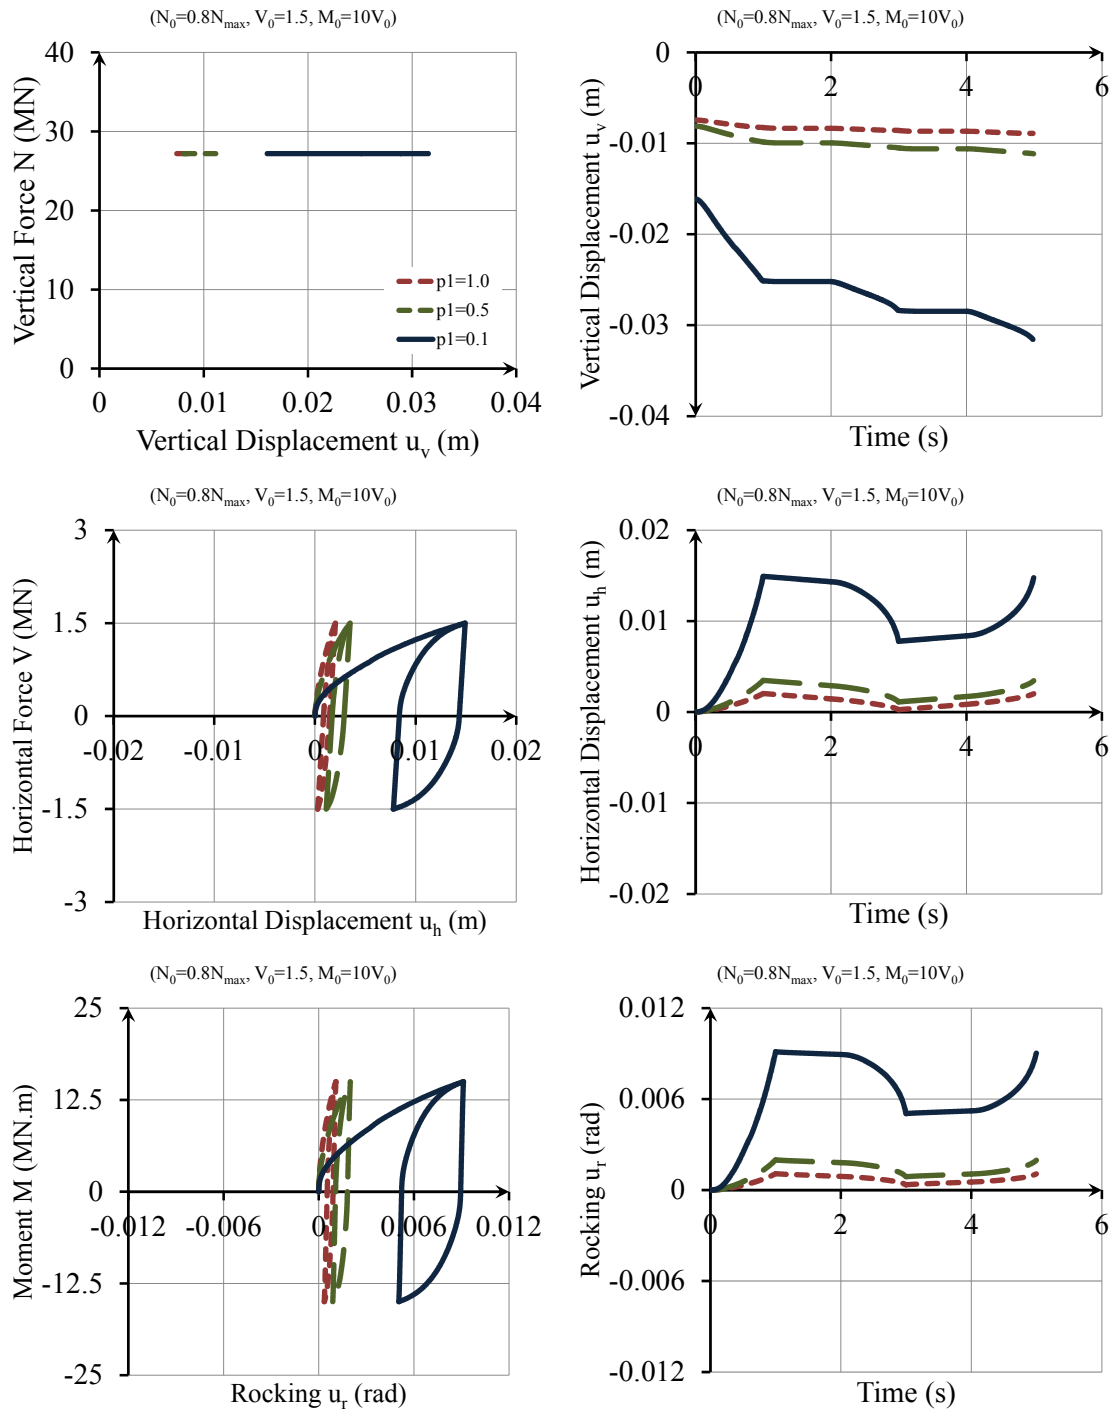 (N₀=0.8Nₘₐₓ, V₀=1.5, M₀=10V₀)
40
30
20
10
0
0
0.01
0.02
0.03
0.04
Vertical Force N (MN)
Vertical Displacement uᵥ (m)
p1=1.0
p1=0.5
p1=0.1
(N₀=0.8Nₘₐₓ, V₀=1.5, M₀=10V₀)
0
-0.01
-0.02
-0.03
-0.04
0
2
4
6
Vertical Displacement uᵥ (m)
Time (s)
(N₀=0.8Nₘₐₓ, V₀=1.5, M₀=10V₀)
3
1.5
0
-1.5
-3
-0.02
-0.01
0
0.01
0.02
Horizontal Force V (MN)
Horizontal Displacement uₕ (m)
(N₀=0.8Nₘₐₓ, V₀=1.5, M₀=10V₀)
0.02
0.01
0
-0.01
-0.02
0
2
4
6
Horizontal Displacement uₕ (m)
Time (s)
(N₀=0.8Nₘₐₓ, V₀=1.5, M₀=10V₀)
25
12.5
0
-12.5
-25
-0.012
-0.006
0
0.006
0.012
Moment M (MN.m)
Rocking uᵣ (rad)
(N₀=0.8Nₘₐₓ, V₀=1.5, M₀=10V₀)
0.012
0.006
0
-0.006
-0.012
0
2
4
6
Rocking uᵣ (rad)
Time (s)